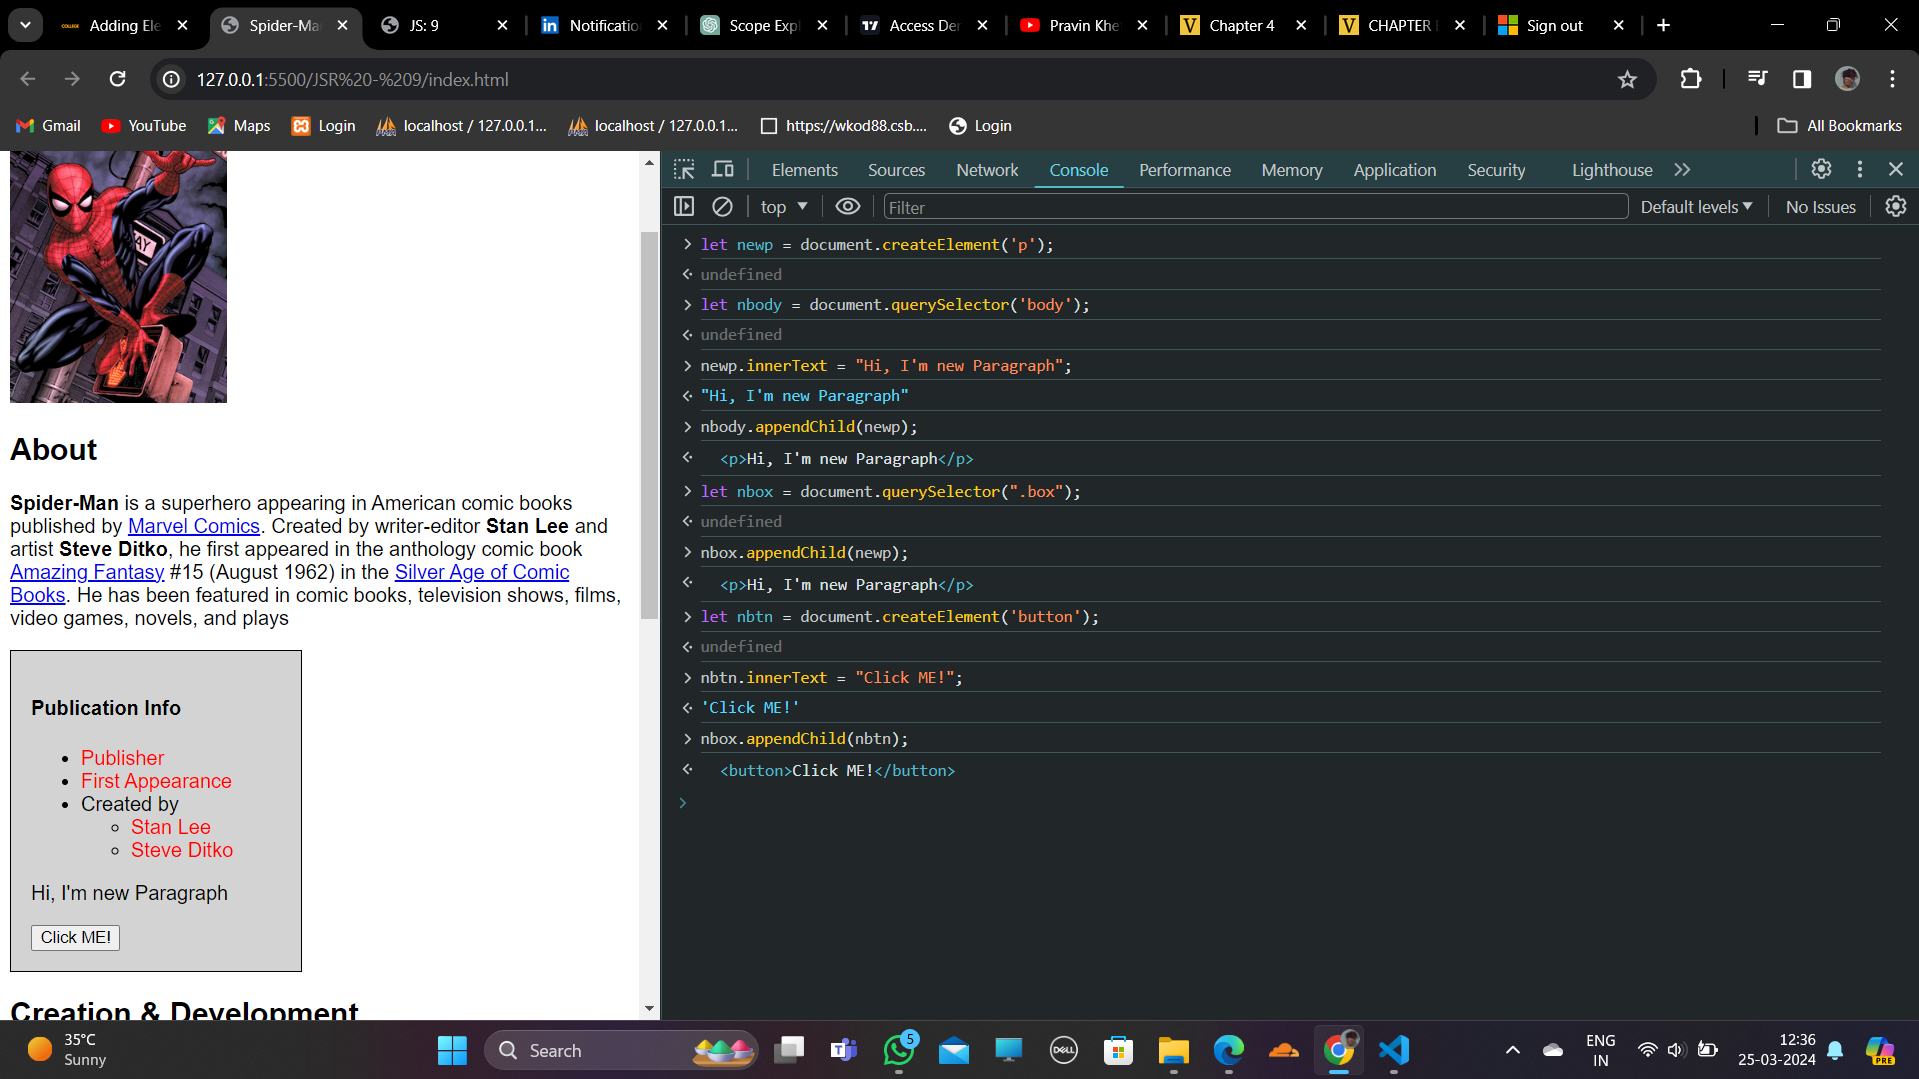 Adding Ele
Spider-Ma
JS: 9
Notificatio
Scope Expl
Access Der
Pravin Khe
Chapter 4
CHAPTER
Sign out
127.0.0.1:5500/JSR%20-%209/index.html
Gmail
YouTube
Maps
Login
localhost / 127.0.0.1...
localhost / 127.0.0.1...
https://wkod88.csb....
Login
All Bookmarks
About
Spider-Man is a superhero appearing in American comic books
published by Marvel Comics. Created by writer-editor Stan Lee and
artist Steve Ditko, he first appeared in the anthology comic book
Amazing Fantasy #15 (August 1962) in the Silver Age of Comic
Books. He has been featured in comic books, television shows, films,
video games, novels, and plays
Publication Info
Publisher
First Appearance
Created by
Stan Lee
Steve Ditko
Hi, I'm new Paragraph
Click ME!
Creation & Development
Elements
Sources
Network
Console
Performance
Memory
Application
Security
Lighthouse
top
Filter
Default levels
No Issues
let newp = document.createElement('p');
undefined
let nbody = document.querySelector('body');
undefined
newp.innerText = "Hi, I'm new Paragraph";
"Hi, I'm new Paragraph"
nbody.appendChild(newp);
<p>Hi, I'm new Paragraph</p>
let nbox = document.querySelector(".box");
undefined
nbox.appendChild(newp);
<p>Hi, I'm new Paragraph</p>
let nbtn = document.createElement('button');
undefined
nbtn.innerText = "Click ME!";
'Click ME!'
nbox.appendChild(nbtn);
<button>Click ME!</button>
35°C
Sunny
Search
5
DELL
ENG
IN
12:36
25-03-2024
PRE